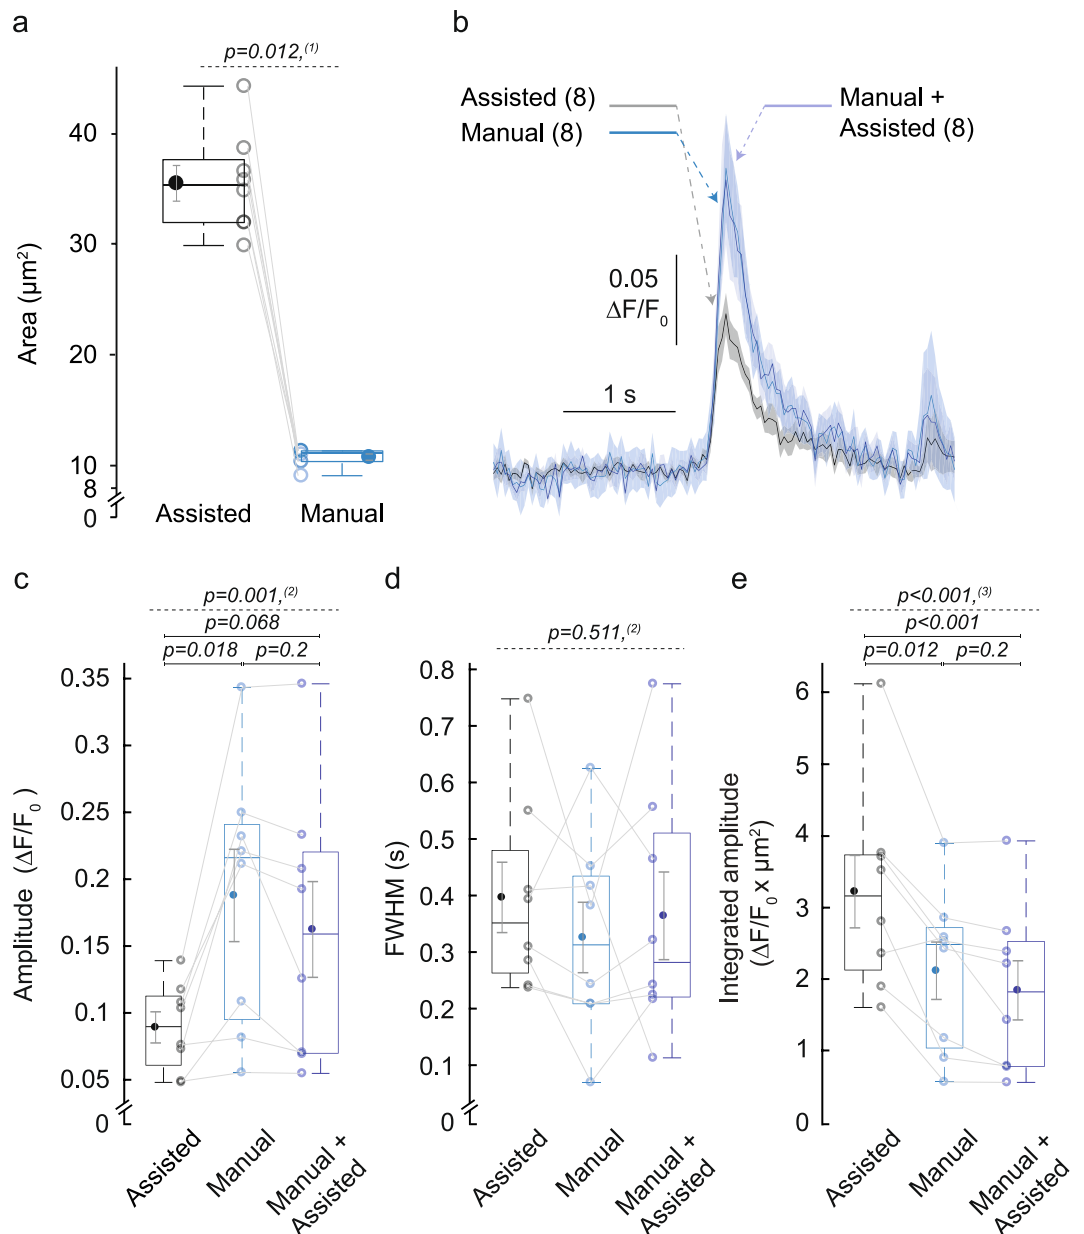 a
p=0.012,(1)
Area (μm²)
40
30
20
10
8
0
Assisted
Manual
b
Assisted (8)
Manual (8)
Manual +
Assisted (8)
0.05
ΔF/F₀
1 s
c
p=0.001,(2)
p=0.068
p=0.018
p=0.2
Amplitude (ΔF/F₀)
0.35
0.3
0.25
0.2
0.15
0.1
0.05
0
Assisted
Manual
Manual +
Assisted
d
p=0.511,(2)
FWHM (s)
0.8
0.7
0.6
0.5
0.4
0.3
0.2
0.1
0
Assisted
Manual
Manual +
Assisted
e
p<0.001,(3)
p<0.001
p=0.012
p=0.2
Integrated amplitude
(ΔF/F₀ x μm²)
6
5
4
3
2
1
0
Assisted
Manual
Manual +
Assisted